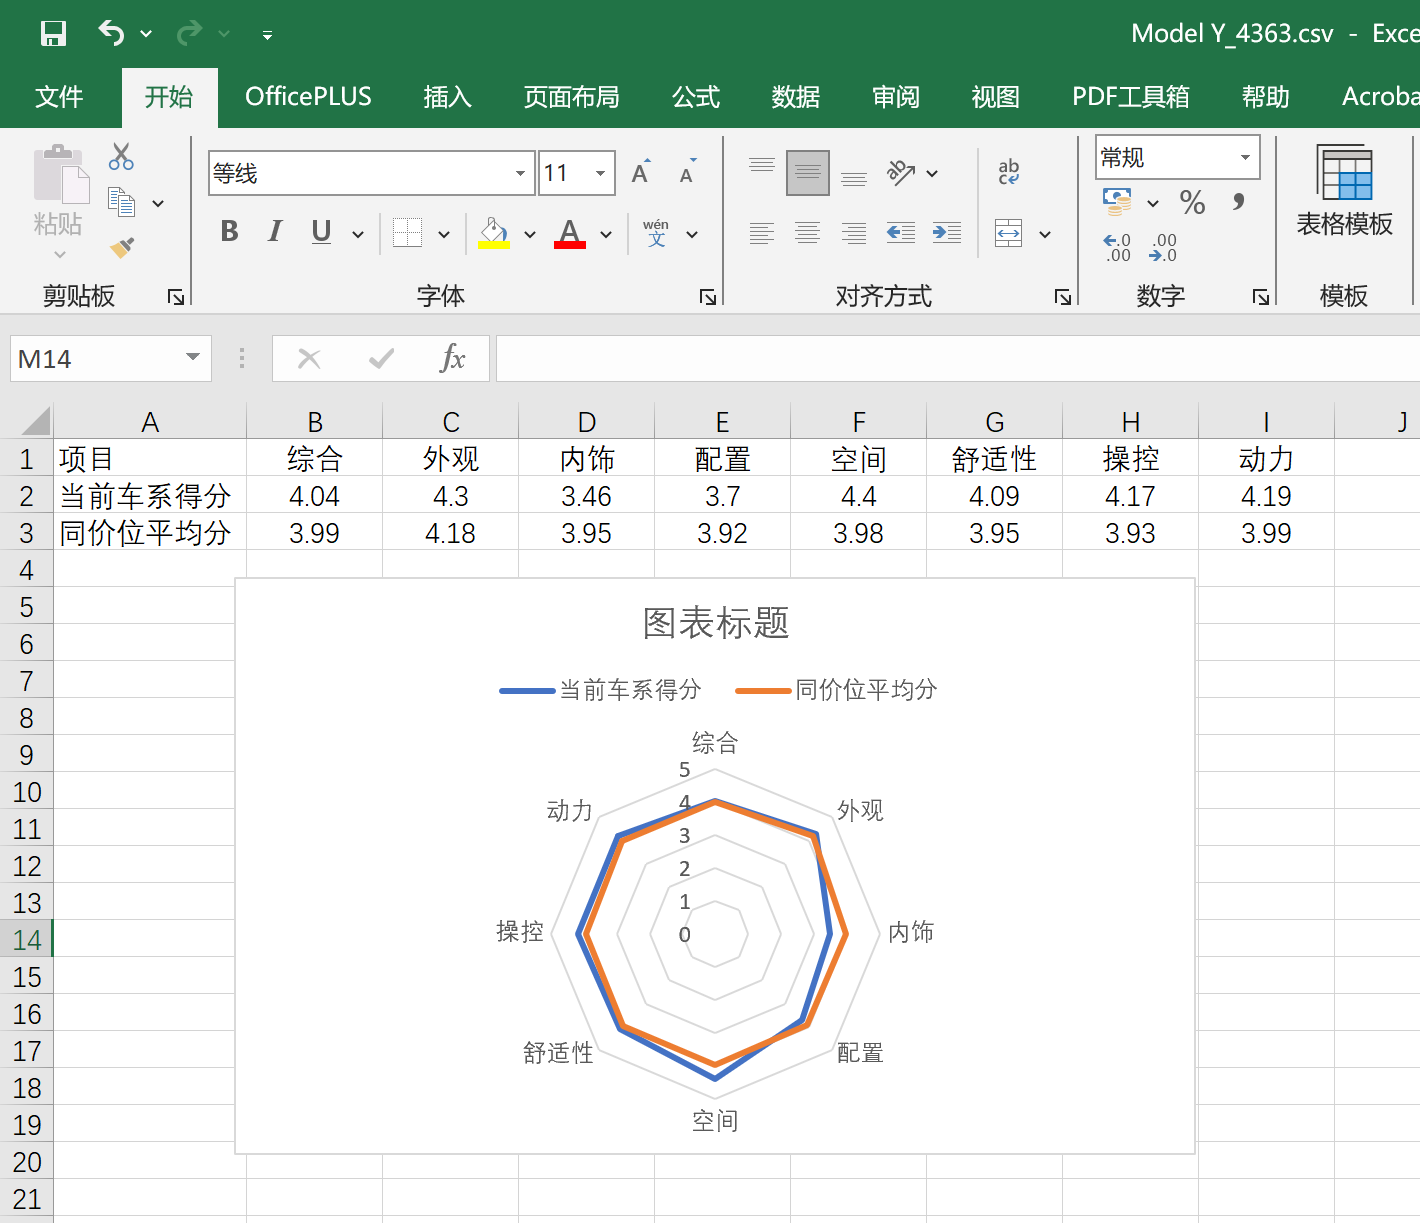 Model Y_4363.csv - Exce
文件 开始 OfficePLUS 插入 页面布局 公式 数据 审阅 视图 PDF工具箱 帮助 Acroba
等线 11 A A ab c 常规
粘贴 % ,
B I U A wén 文 .0 .00 .00 .0 表格模板
剪贴板 字体 对齐方式 数字 模板
M14 fx
A B C D E F G H I J
1 项目 综合 外观 内饰 配置 空间 舒适性 操控 动力
2 当前车系得分 4.04 4.3 3.46 3.7 4.4 4.09 4.17 4.19
3 同价位平均分 3.99 4.18 3.95 3.92 3.98 3.95 3.93 3.99
4
5 图表标题
6
7 当前车系得分 同价位平均分
8
9 综合
10 5
11 动力 4 外观
12 3
13 2
1
14 操控 0 内饰
15
16
17 舒适性 配置
18
19 空间
20
21